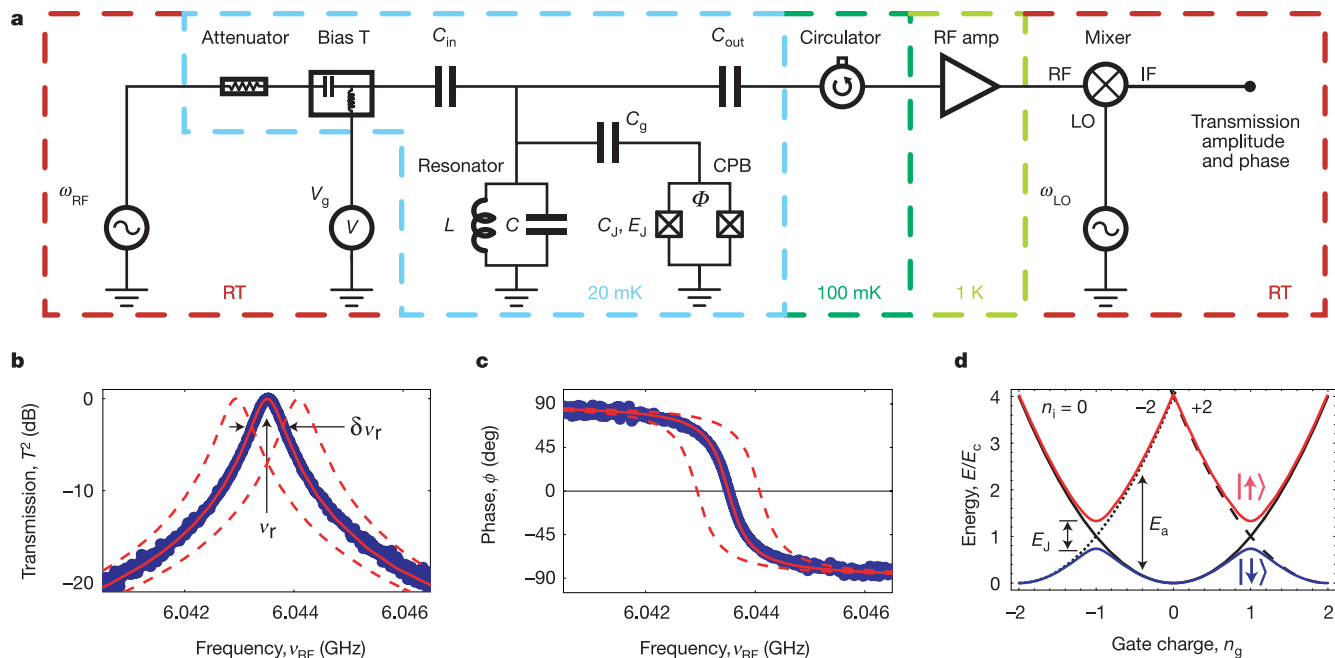 a
Attenuator
Bias T
C_in
C_out
Circulator
RF amp
Mixer
RF
IF
LO
C_g
Transmission
amplitude
and phase
Resonator
CPB
ω_RF
V_g
V
L
C
C_J, E_J
Φ
ω_LO
RT
20 mK
100 mK
1 K
RT
b
Transmission, T² (dB)
0
−10
−20
δν_r
ν_r
6.042
6.044
6.046
Frequency, ν_RF (GHz)
c
Phase, ϕ (deg)
90
45
0
−45
−90
6.042
6.044
6.046
Frequency, ν_RF (GHz)
d
Energy, E/E_c
4
3
2
1
0
n_i = 0
−2
+2
|↑⟩
E_J
E_a
|↓⟩
−2
−1
0
1
2
Gate charge, n_g